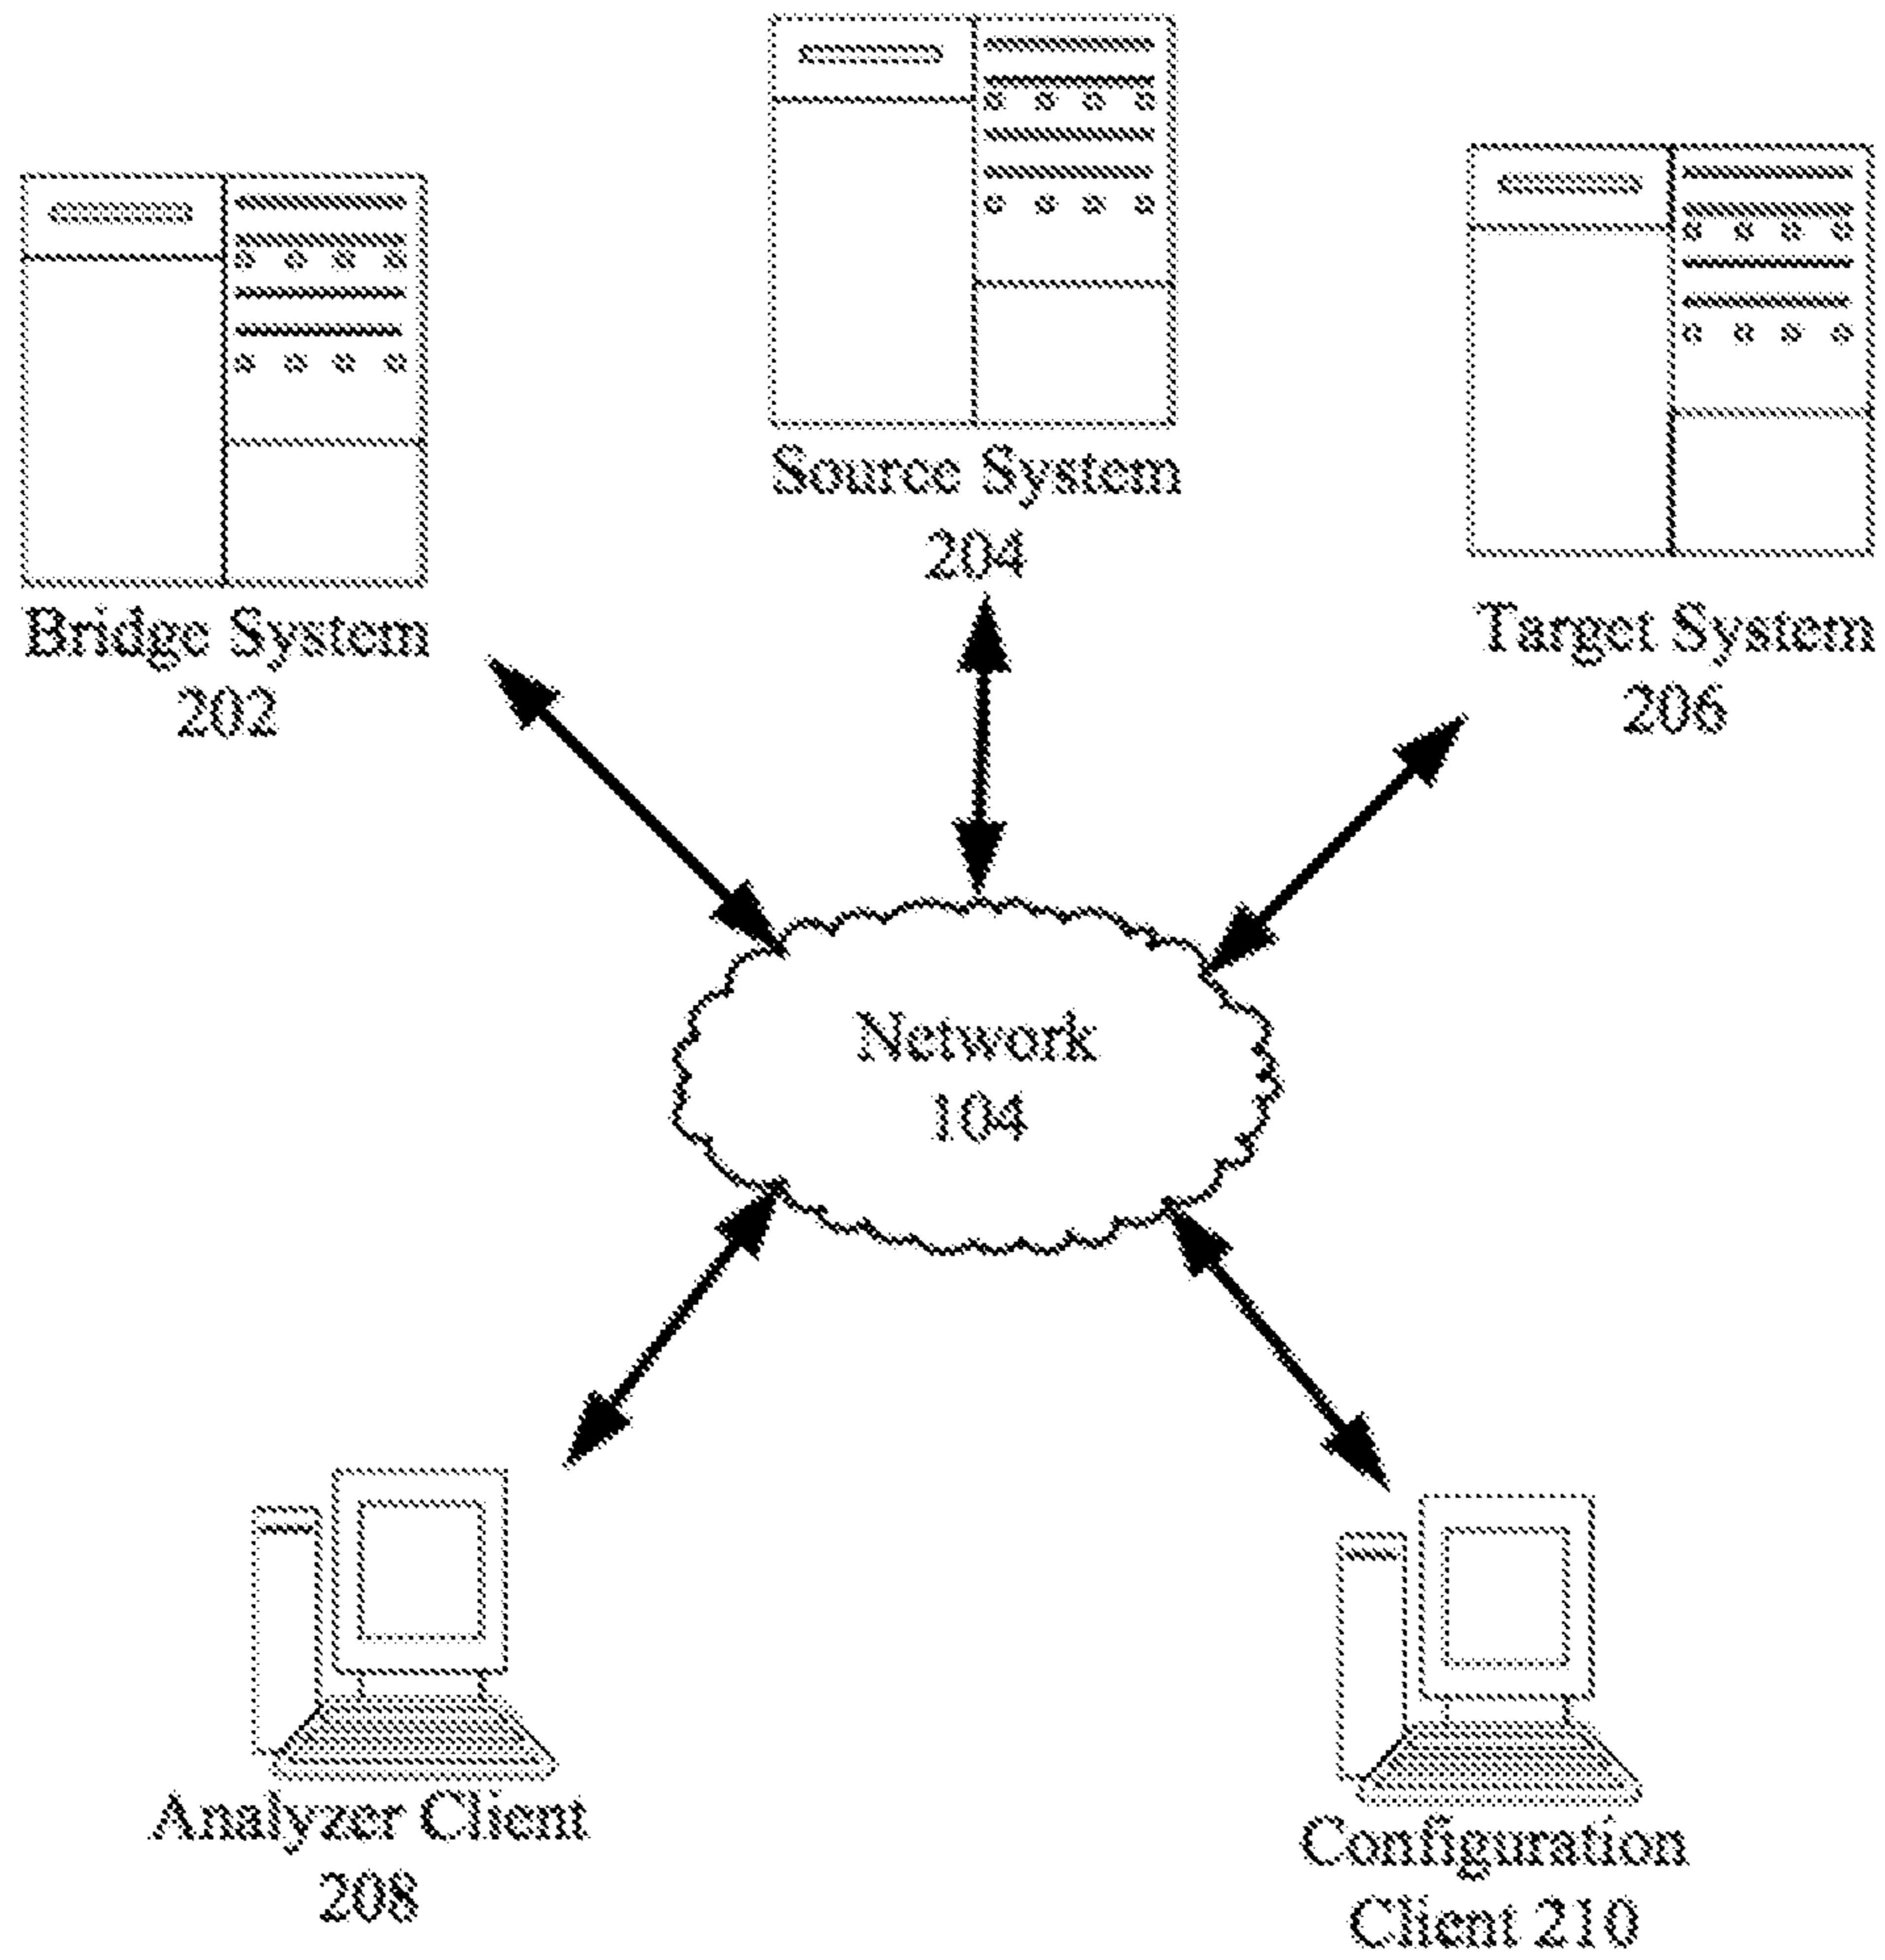 Source System
204
Bridge System
202
Target System
206
Network
104
Analyzer Client
208
Configuration
Client 210